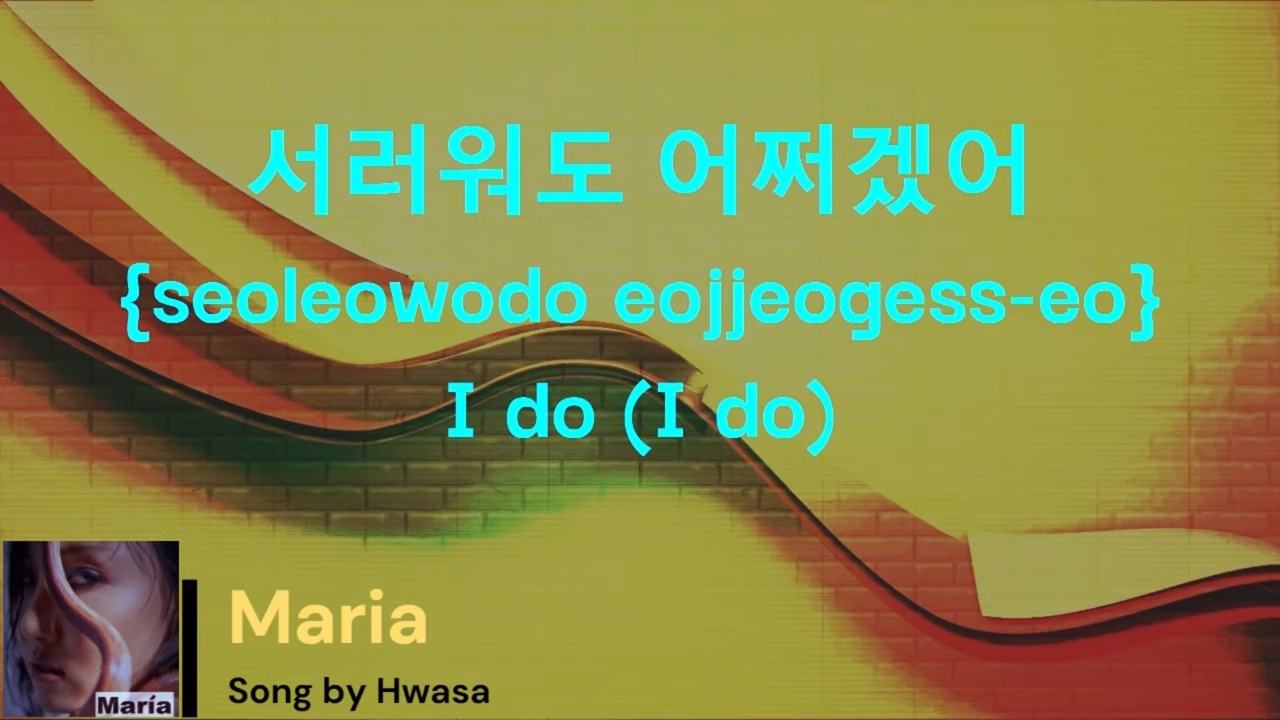 서러워도 어쩌겠어
{seoleowodo eojjeogess-eo}
I do (I do)
Maria
Song by Hwasa
María